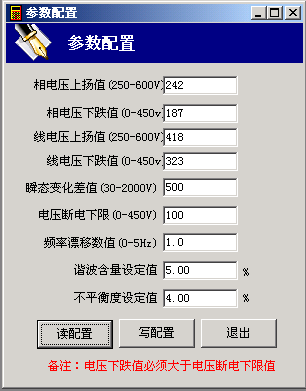 参数配置
参数配置
相电压上扬值(250-600V) 242
相电压下跌值(0-450v) 187
线电压上扬值(250-600V) 418
线电压下跌值(0-450v) 323
瞬态变化差值(30-2000V) 500
电压断电下限(0-450V) 100
频率漂移数值(0-5Hz) 1.0
谐波含量设定值 5.00 %
不平衡度设定值 4.00 %
读配置 写配置 退出
备注：电压下跌值必须大于电压断电下限值